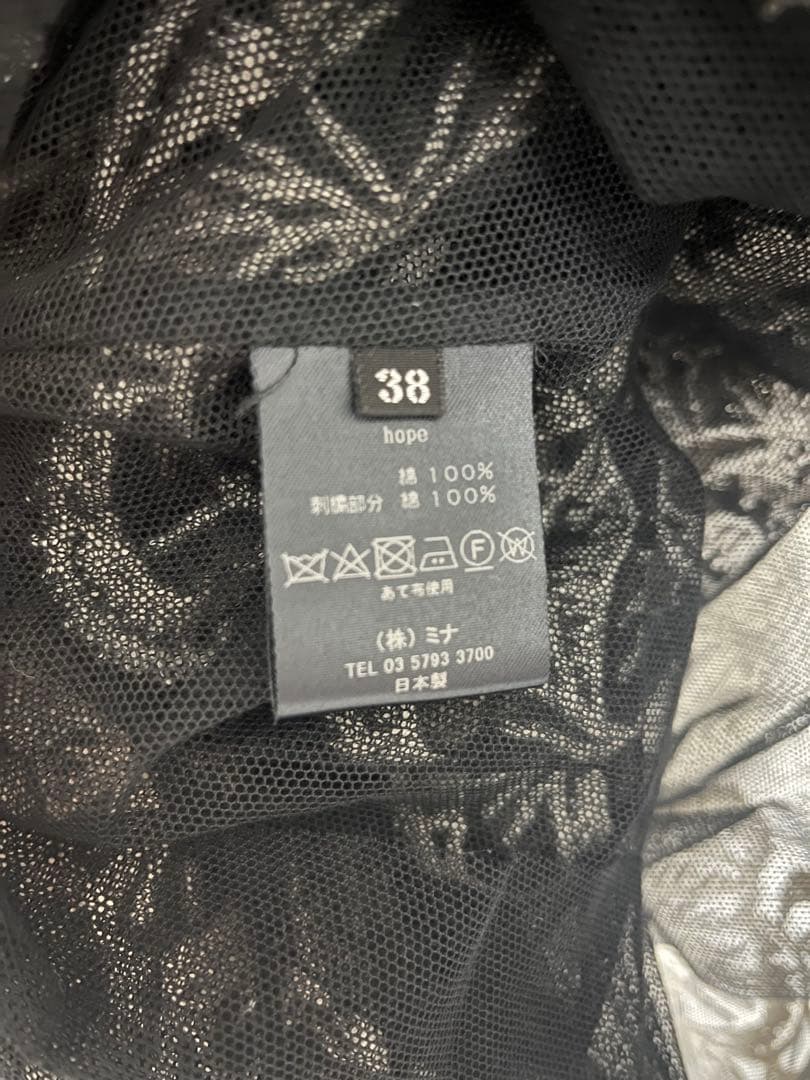 38
hope
綿 100%
刺繍部分 綿 100%
F W
あて布使用
(株) ミナ
TEL 03 5793 3700
日本製